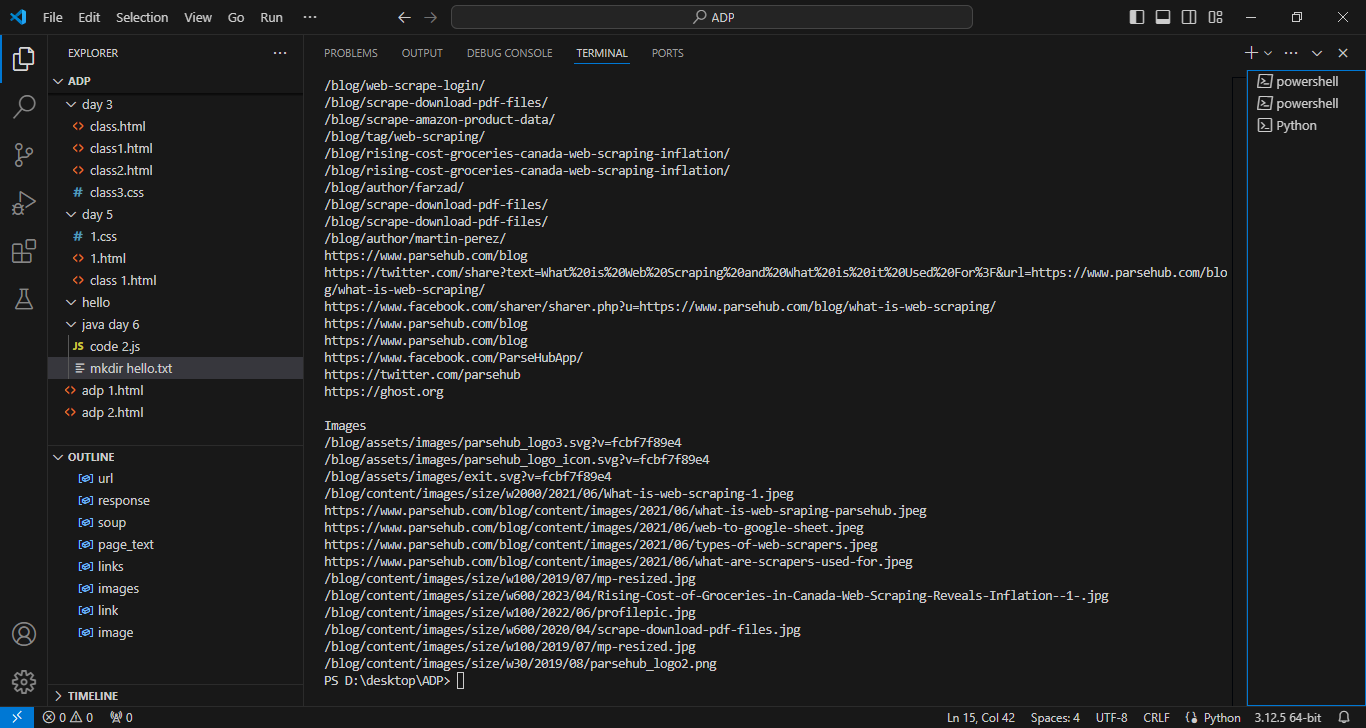 File Edit Selection View Go Run ··· ADP
EXPLORER ···
ADP
day 3
class.html
class1.html
class2.html
# class3.css
day 5
# 1.css
1.html
class 1.html
hello
java day 6
JS code 2.js
mkdir hello.txt
adp 1.html
adp 2.html
OUTLINE
url
response
soup
page_text
links
images
link
image
TIMELINE
PROBLEMS OUTPUT DEBUG CONSOLE TERMINAL PORTS
/blog/web-scrape-login/
/blog/scrape-download-pdf-files/
/blog/scrape-amazon-product-data/
/blog/tag/web-scraping/
/blog/rising-cost-groceries-canada-web-scraping-inflation/
/blog/rising-cost-groceries-canada-web-scraping-inflation/
/blog/author/farzad/
/blog/scrape-download-pdf-files/
/blog/scrape-download-pdf-files/
/blog/author/martin-perez/
https://www.parsehub.com/blog
https://twitter.com/share?text=What%20is%20Web%20Scraping%20and%20What%20is%20it%20Used%20For%3F&url=https://www.parsehub.com/blo
g/what-is-web-scraping/
https://www.facebook.com/sharer/sharer.php?u=https://www.parsehub.com/blog/what-is-web-scraping/
https://www.parsehub.com/blog
https://www.parsehub.com/blog
https://www.facebook.com/ParseHubApp/
https://twitter.com/parsehub
https://ghost.org
Images
/blog/assets/images/parsehub_logo3.svg?v=fcbf7f89e4
/blog/assets/images/parsehub_logo_icon.svg?v=fcbf7f89e4
/blog/assets/images/exit.svg?v=fcbf7f89e4
/blog/content/images/size/w2000/2021/06/What-is-web-scraping-1.jpeg
https://www.parsehub.com/blog/content/images/2021/06/what-is-web-sraping-parsehub.jpeg
https://www.parsehub.com/blog/content/images/2021/06/web-to-google-sheet.jpeg
https://www.parsehub.com/blog/content/images/2021/06/types-of-web-scrapers.jpeg
https://www.parsehub.com/blog/content/images/2021/06/what-are-scrapers-used-for.jpeg
/blog/content/images/size/w100/2019/07/mp-resized.jpg
/blog/content/images/size/w600/2023/04/Rising-Cost-of-Groceries-in-Canada-Web-Scraping-Reveals-Inflation--1-.jpg
/blog/content/images/size/w100/2022/06/profilepic.jpg
/blog/content/images/size/w600/2020/04/scrape-download-pdf-files.jpg
/blog/content/images/size/w100/2019/07/mp-resized.jpg
/blog/content/images/size/w30/2019/08/parsehub_logo2.png
PS D:\desktop\ADP>
powershell
powershell
Python
0 0 0 Ln 15, Col 42 Spaces: 4 UTF-8 CRLF Python 3.12.5 64-bit